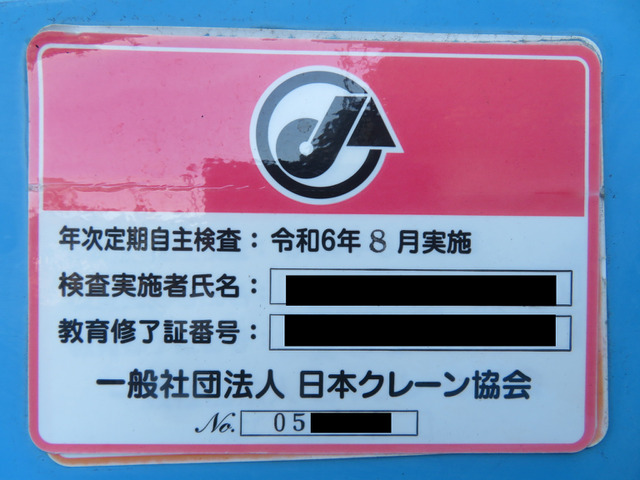 年次定期自主検査：令和6年 8 月実施
検査実施者氏名：
教育修了証番号：
一般社団法人 日本クレーン協会
No. 05